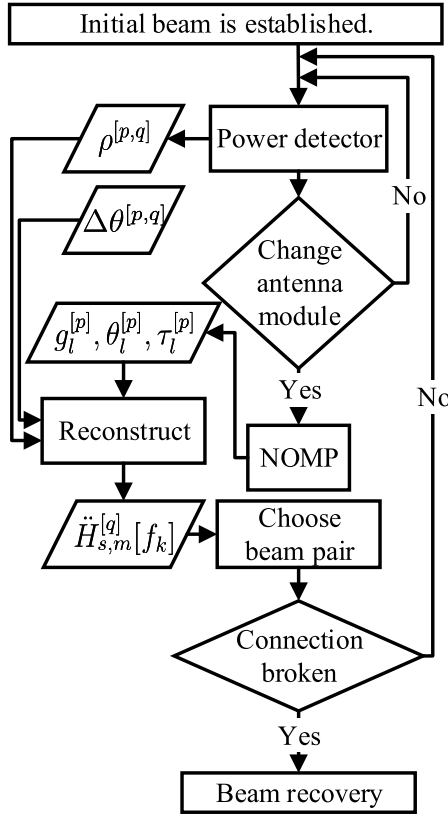 Initial beam is established.
Power detector
ρ^{[p,q]}
Δθ^{[p,q]}
No
Change
antenna
module
g_l^{[p]}, θ_l^{[p]}, τ_l^{[p]}
Yes
No
Reconstruct
NOMP
Ḧ_{s,m}^{[q]}[f_k]
Choose
beam pair
Connection
broken
Yes
Beam recovery